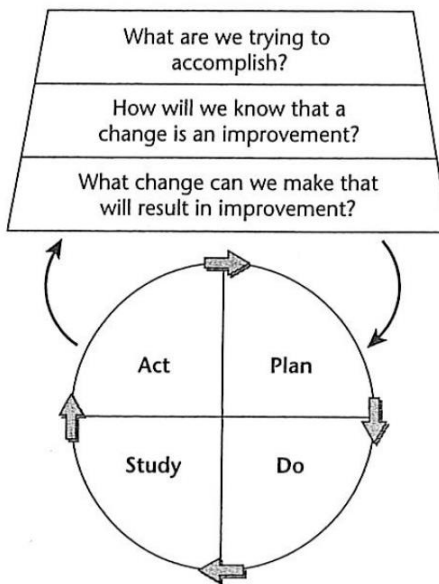 What are we trying to
accomplish?
How will we know that a
change is an improvement?
What change can we make that
will result in improvement?
Act
Plan
Study
Do